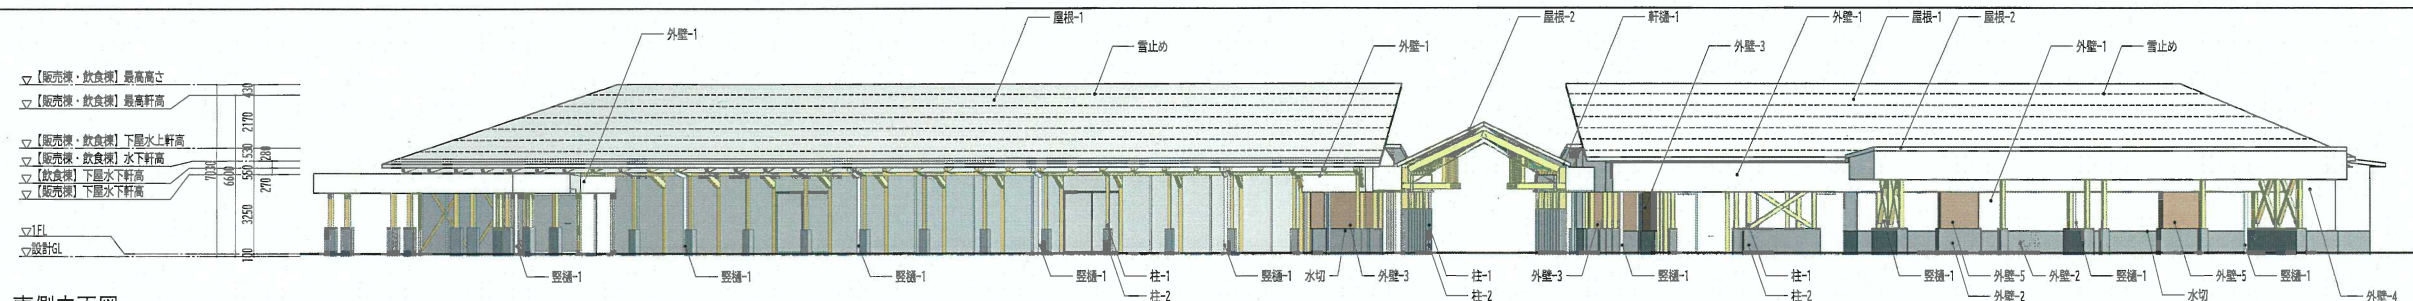 屋根-1
屋根-2
軒樋-1
外壁-1
屋根-1
屋根-2
外壁-1
雪止め
外壁-1
外壁-3
外壁-1
雪止め
▽【販売棟・飲食棟】最高高さ
▽【販売棟・飲食棟】最高軒高
▽【販売棟・飲食棟】下屋水上軒高
▽【販売棟・飲食棟】水下軒高
▽【飲食棟】下屋水下軒高
▽【販売棟】下屋水下軒高
▽1FL
▽設計GL
430
2170
530
280
550
270
7030
6600
3250
竪樋-1
竪樋-1
竪樋-1
竪樋-1
柱-1
竪樋-1
水切
外壁-3
柱-1
外壁-3
竪樋-1
柱-1
竪樋-1
外壁-5
外壁-2
竪樋-1
外壁-5
竪樋-1
柱-2
柱-2
柱-2
外壁-2
水切
外壁-4